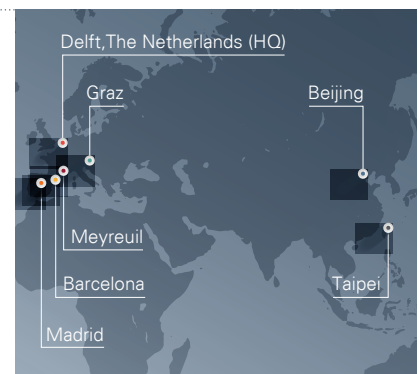 Delft,The Netherlands (HQ)
Graz
Beijing
Meyreuil
Barcelona
Taipei
Madrid